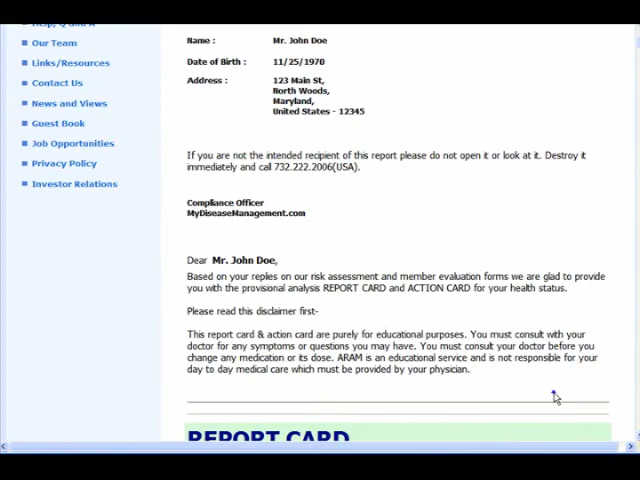 Help, Q and A
Our Team
Links/Resources
Contact Us
News and Views
Guest Book
Job Opportunities
Privacy Policy
Investor Relations
Name : Mr. John Doe
Date of Birth : 11/25/1970
Address : 123 Main St,
North Woods,
Maryland,
United States - 12345
If you are not the intended recipient of this report please do not open it or look at it. Destroy it
immediately and call 732.222.2006(USA).
Compliance Officer
MyDiseaseManagement.com
Dear Mr. John Doe,
Based on your replies on our risk assessment and member evaluation forms we are glad to provide
you with the provisional analysis REPORT CARD and ACTION CARD for your health status.
Please read this disclaimer first-
This report card & action card are purely for educational purposes. You must consult with your
doctor for any symptoms or questions you may have. You must consult your doctor before you
change any medication or its dose. ARAM is an educational service and is not responsible for your
day to day medical care which must be provided by your physician.
REPORT CARD